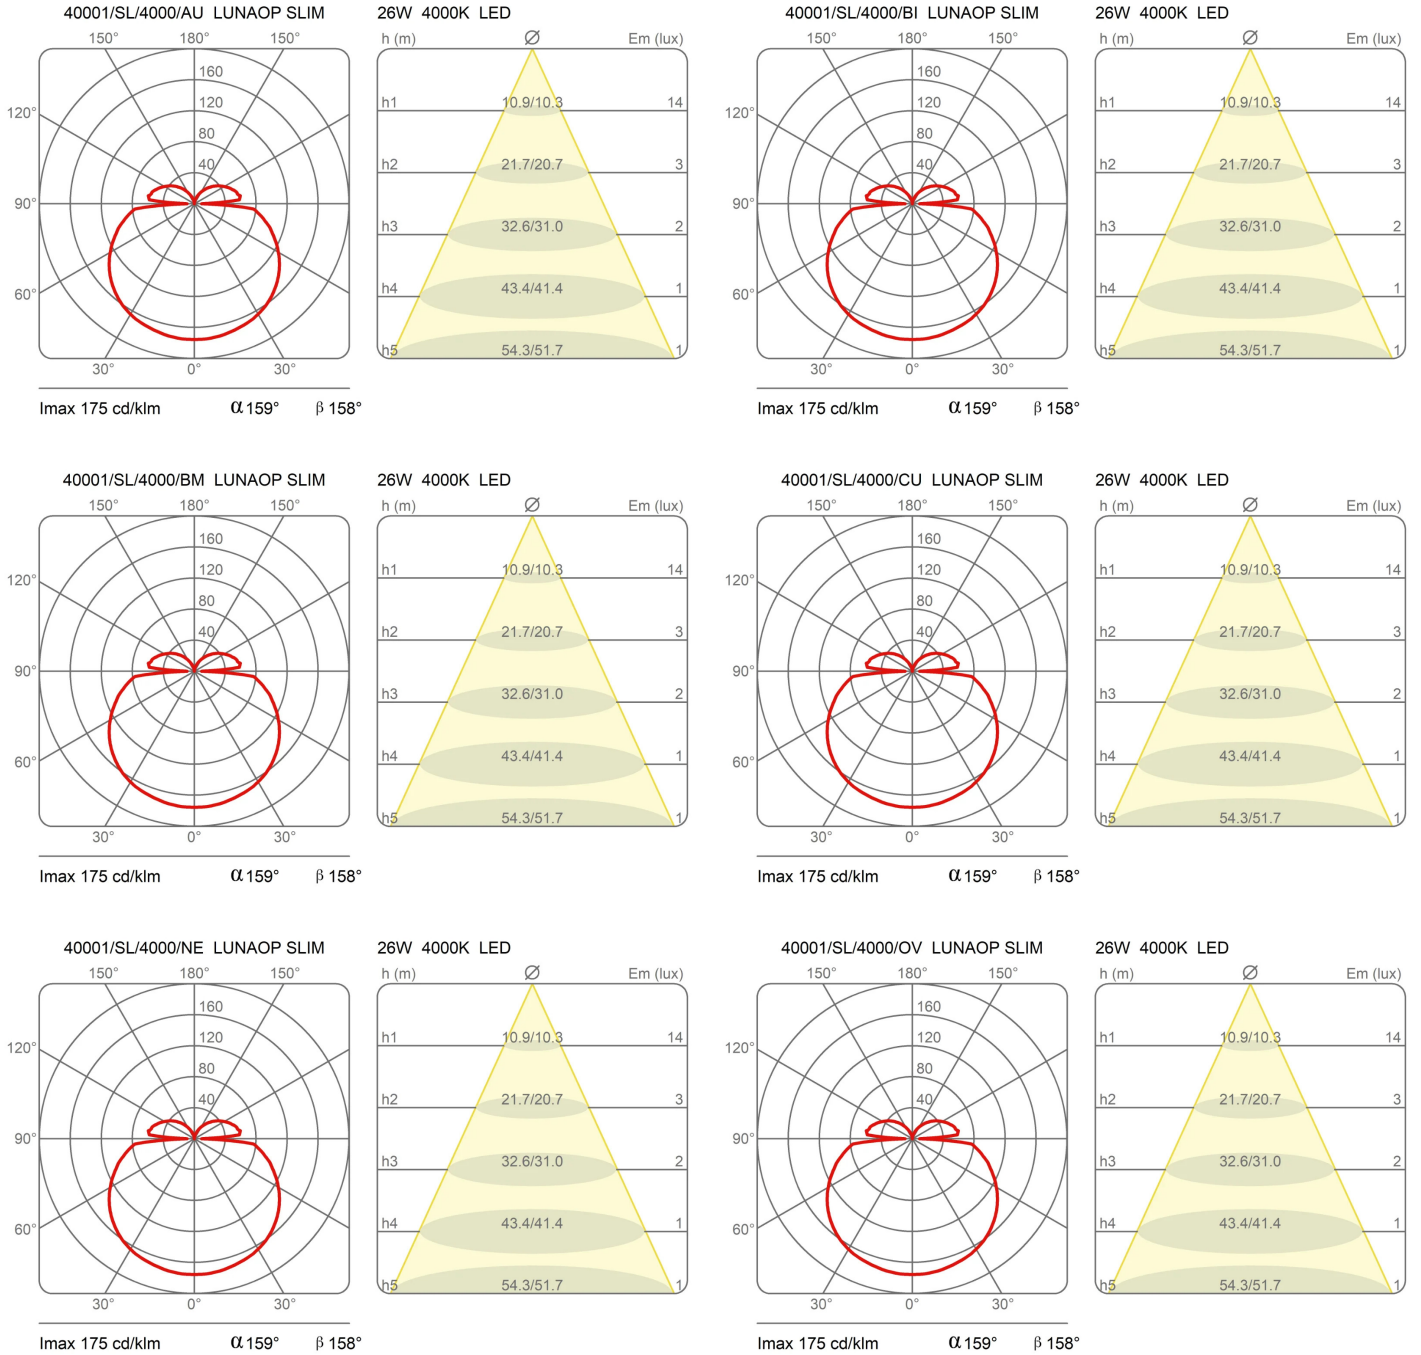 40001/SL/4000/AU LUNAOP SLIM
26W 4000K LED
150° 180° 150°
h (m) Ø Em (lux)
160
120
80
40
120°
90°
60°
30° 0° 30°
h1 10.9/10.3 14
h2 21.7/20.7 3
h3 32.6/31.0 2
h4 43.4/41.4 1
h5 54.3/51.7 1
Imax 175 cd/klm α 159° β 158°
40001/SL/4000/BI LUNAOP SLIM
26W 4000K LED
150° 180° 150°
h (m) Ø Em (lux)
160
120
80
40
120°
90°
60°
30° 0° 30°
h1 10.9/10.3 14
h2 21.7/20.7 3
h3 32.6/31.0 2
h4 43.4/41.4 1
h5 54.3/51.7 1
Imax 175 cd/klm α 159° β 158°
40001/SL/4000/BM LUNAOP SLIM
26W 4000K LED
150° 180° 150°
h (m) Ø Em (lux)
160
120
80
40
120°
90°
60°
30° 0° 30°
h1 10.9/10.3 14
h2 21.7/20.7 3
h3 32.6/31.0 2
h4 43.4/41.4 1
h5 54.3/51.7 1
Imax 175 cd/klm α 159° β 158°
40001/SL/4000/CU LUNAOP SLIM
26W 4000K LED
150° 180° 150°
h (m) Ø Em (lux)
160
120
80
40
120°
90°
60°
30° 0° 30°
h1 10.9/10.3 14
h2 21.7/20.7 3
h3 32.6/31.0 2
h4 43.4/41.4 1
h5 54.3/51.7 1
Imax 175 cd/klm α 159° β 158°
40001/SL/4000/NE LUNAOP SLIM
26W 4000K LED
150° 180° 150°
h (m) Ø Em (lux)
160
120
80
40
120°
90°
60°
30° 0° 30°
h1 10.9/10.3 14
h2 21.7/20.7 3
h3 32.6/31.0 2
h4 43.4/41.4 1
h5 54.3/51.7 1
Imax 175 cd/klm α 159° β 158°
40001/SL/4000/OV LUNAOP SLIM
26W 4000K LED
150° 180° 150°
h (m) Ø Em (lux)
160
120
80
40
120°
90°
60°
30° 0° 30°
h1 10.9/10.3 14
h2 21.7/20.7 3
h3 32.6/31.0 2
h4 43.4/41.4 1
h5 54.3/51.7 1
Imax 175 cd/klm α 159° β 158°